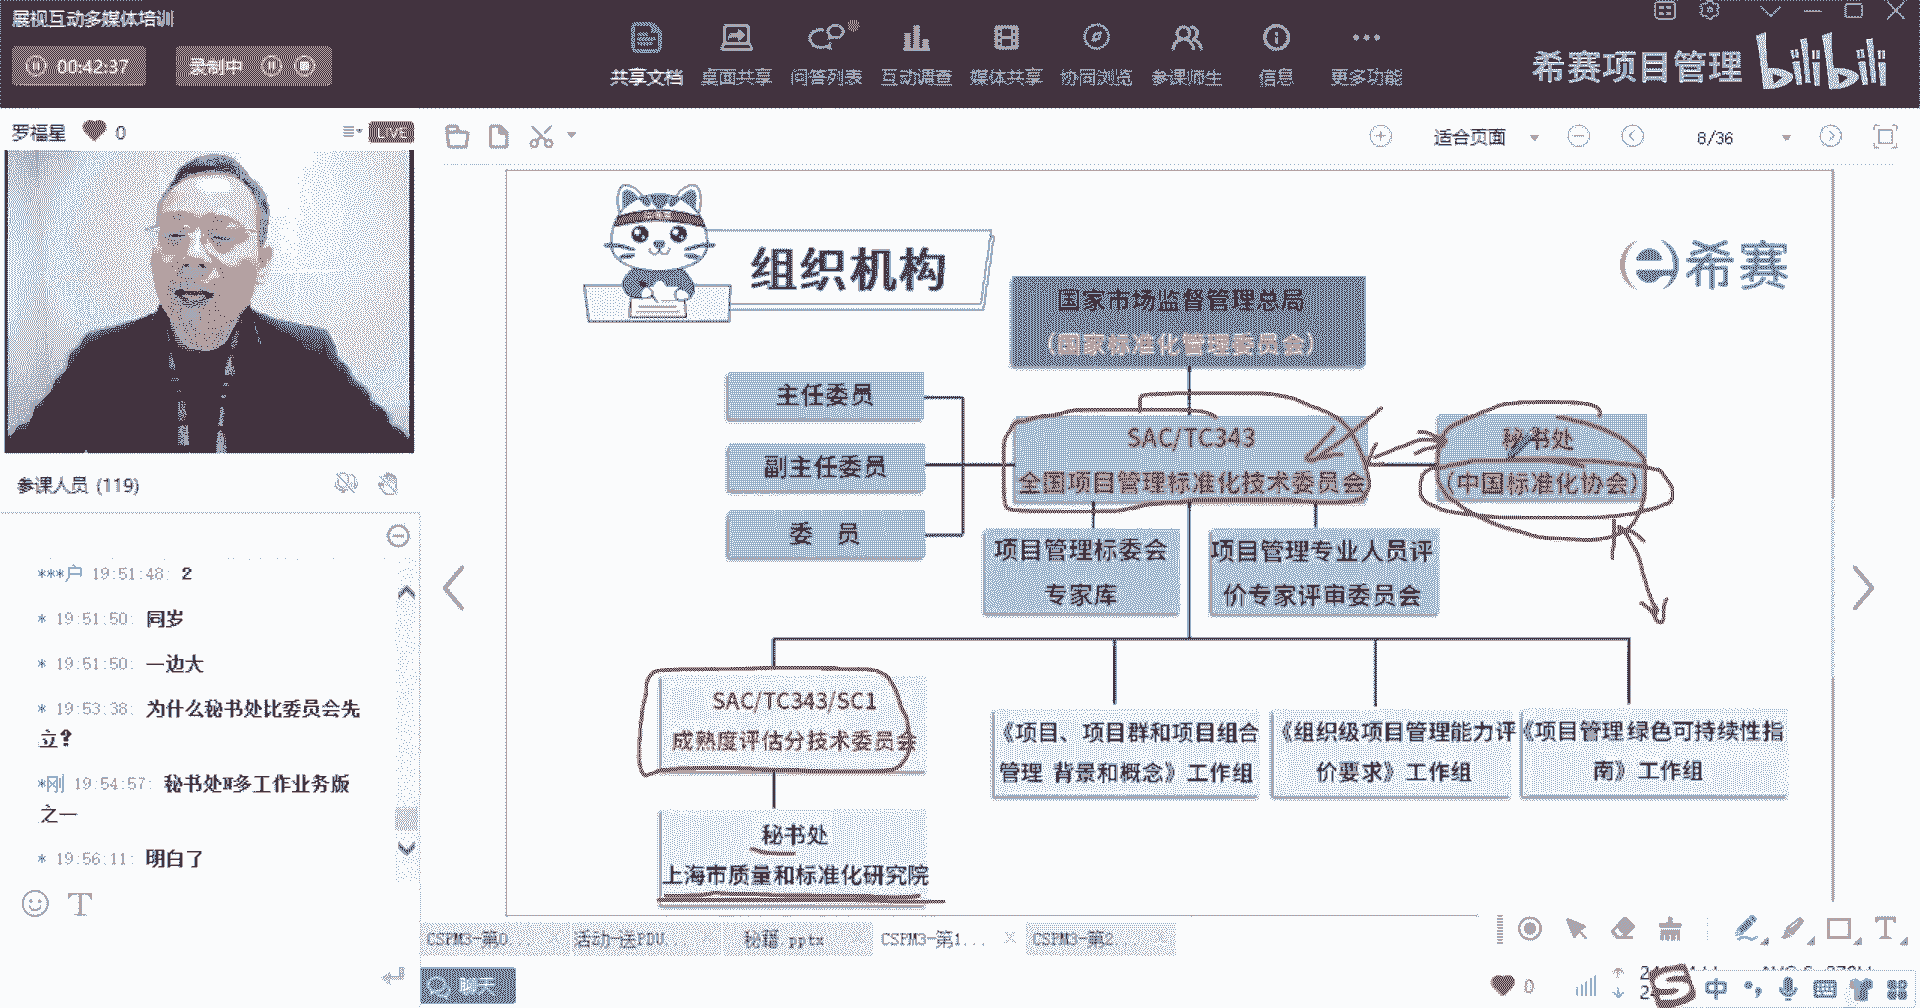 展视互动多媒体培训
00:42:37
录制中
共享文档 桌面共享 问答列表 互动调查 媒体共享 协同浏览 参课师生 信息 更多功能
希赛项目管理 bilibili
罗福星 0
LIVE
适合页面
8/36
组织机构
希赛
国家市场监督管理总局
(国家标准化管理委员会)
主任委员
副主任委员
委 员
SAC/TC343
全国项目管理标准化技术委员会
秘书处
(中国标准化协会)
项目管理标委会
专家库
项目管理专业人员评
价专家评审委员会
SAC/TC343/SC1
成熟度评估分技术委员会
《项目、项目群和项目组合
管理 背景和概念》工作组
《组织级项目管理能力评
价要求》工作组
《项目管理绿色可持续性指
南》工作组
秘书处
上海市质量和标准化研究院
参课人员 (119)
***户 19:51:48: 2
* 19:51:50: 同岁
* 19:51:50: 一边大
* 19:53:38: 为什么秘书处比委员会先
立?
*刚 19:54:57: 秘书处N多工作业务版
之一
* 19:56:11: 明白了
CSPM3-第0... 活动-送PDU... 秘籍.pptx CSPM3-第1... CSPM3-第2...
聊天
0
中